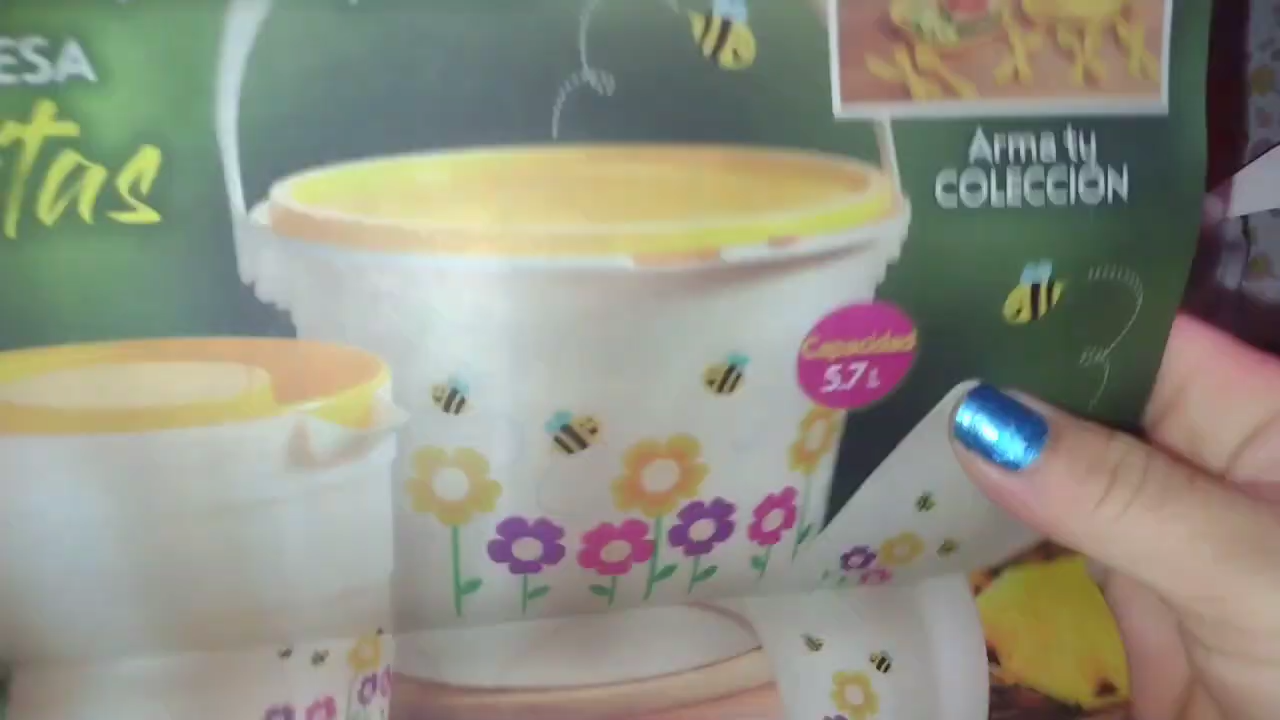 ESA
tas
Arma tu
COLECCIÓN
Capacidad
5.7 L